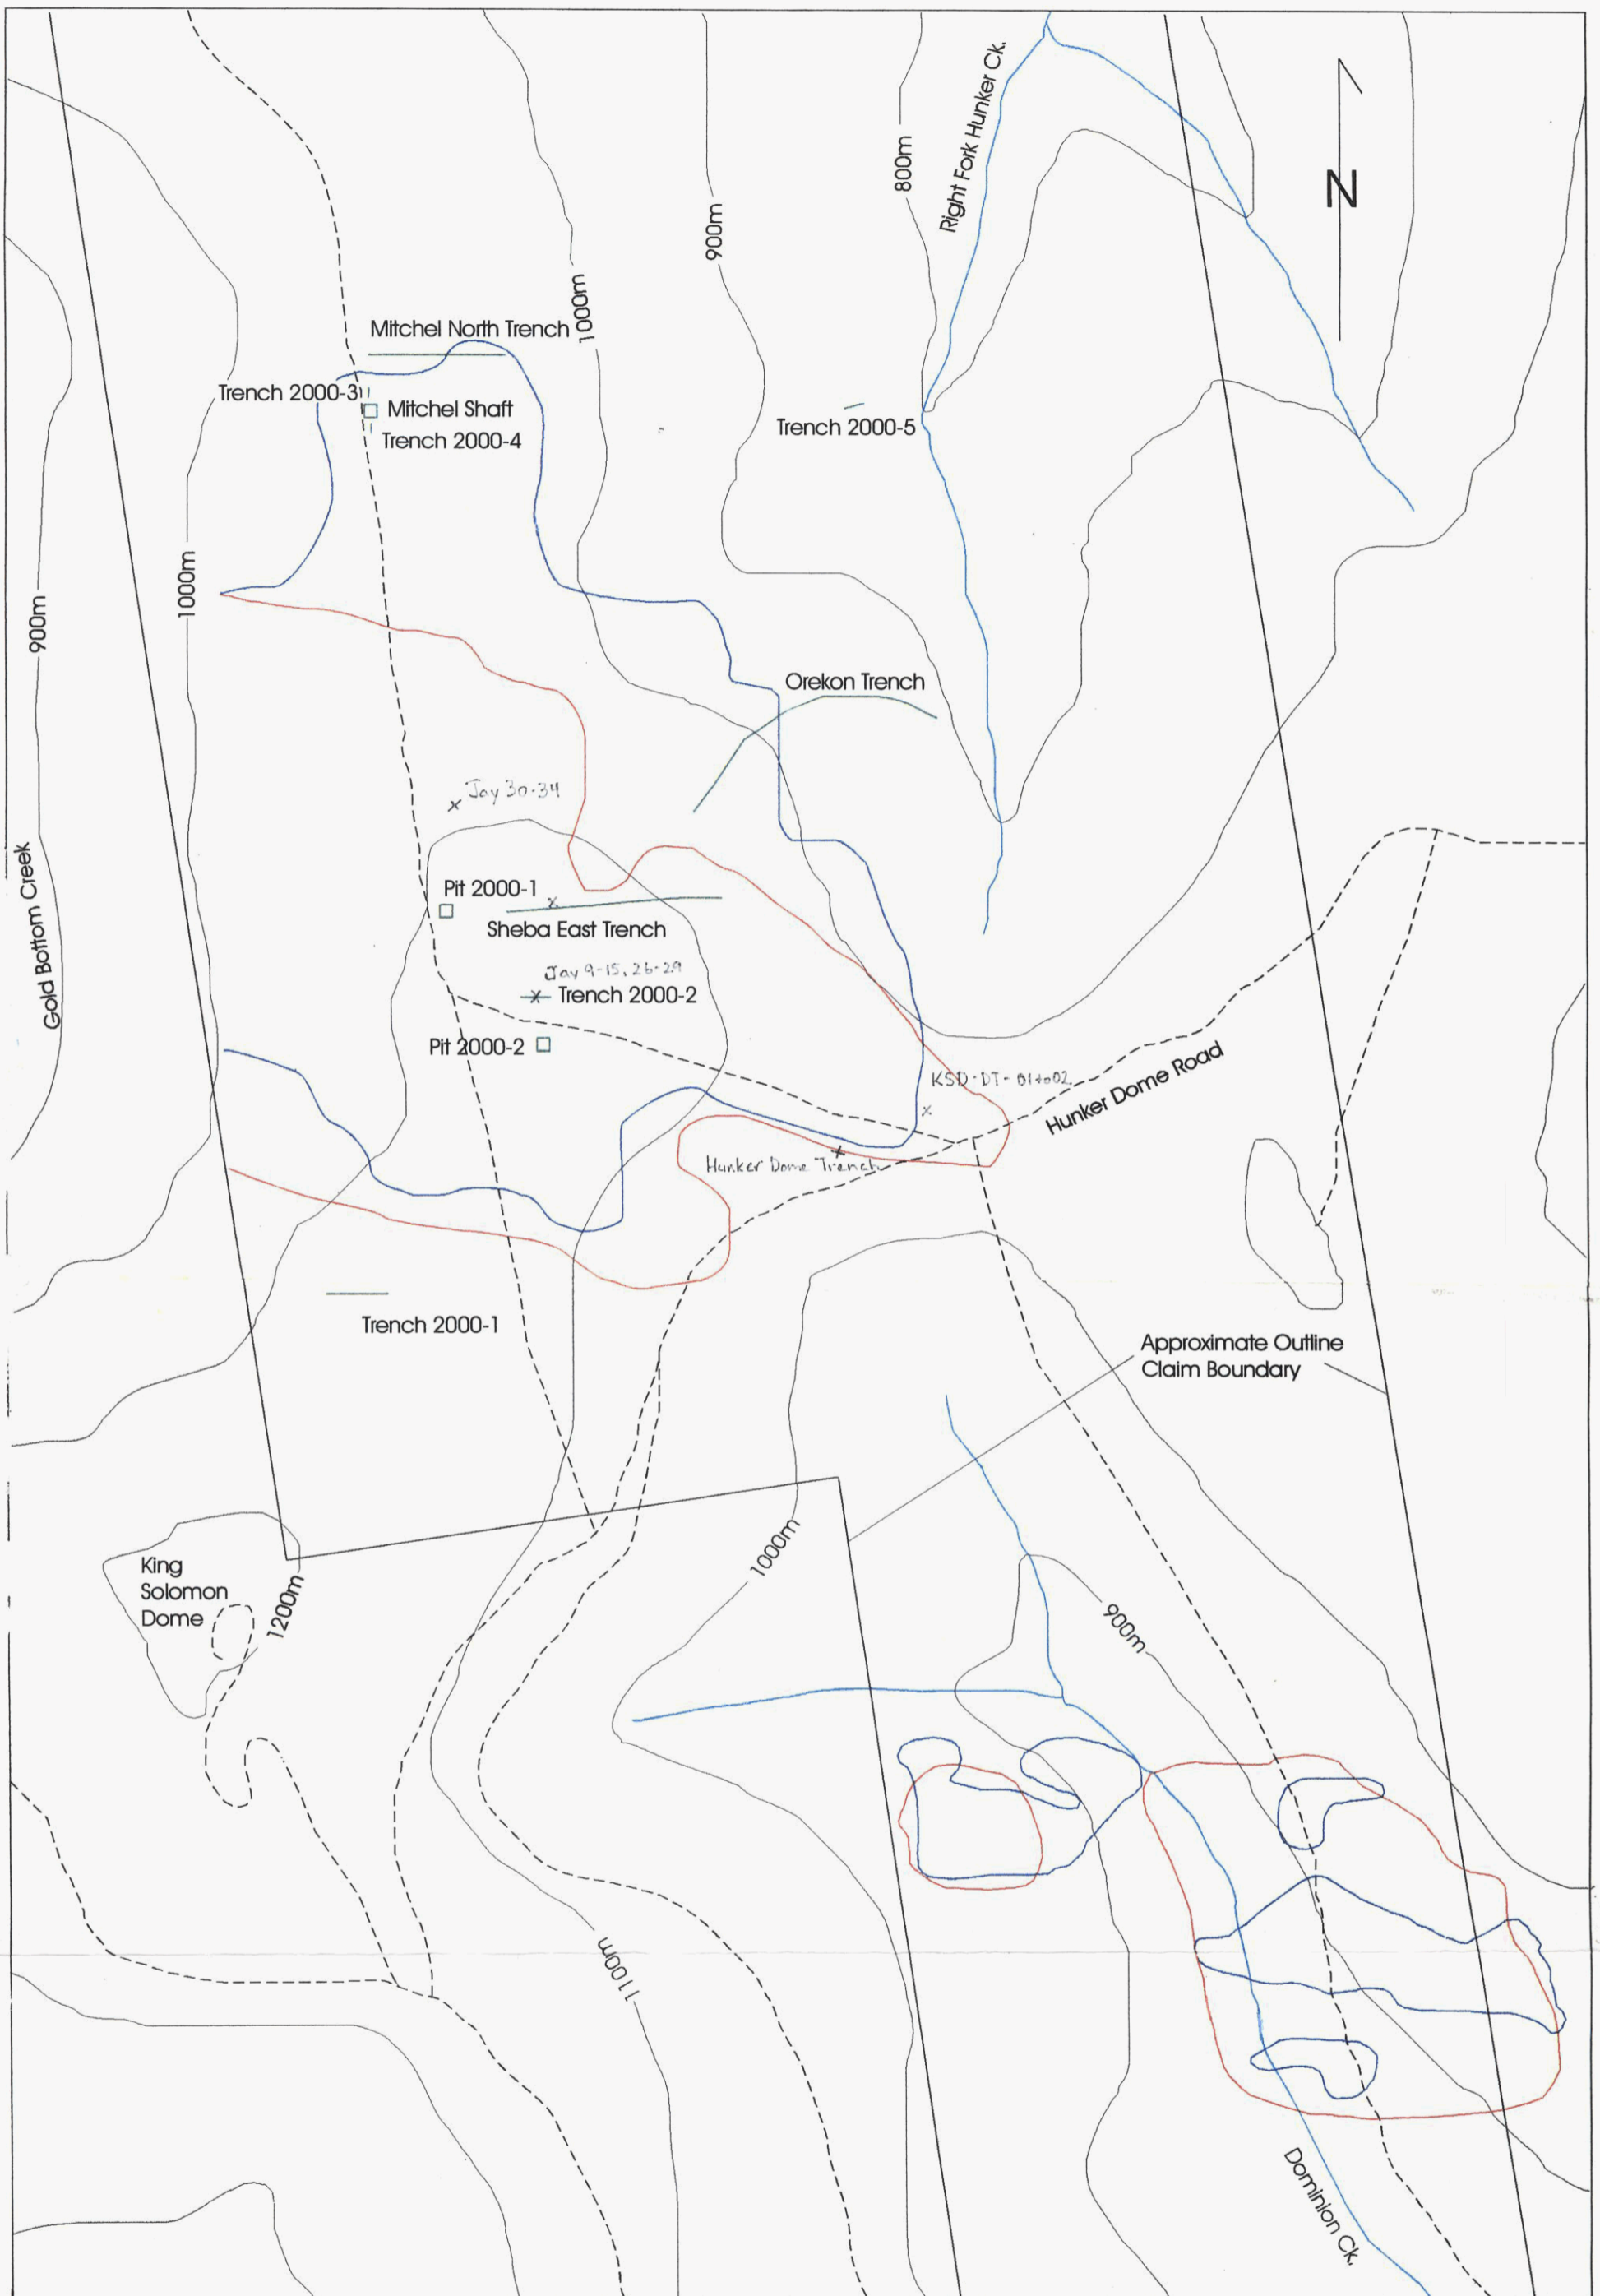 Right Fork Hunker Ck.
800m
N
900m
1000m
Mitchel North Trench
Trench 2000-3
Mitchel Shaft
Trench 2000-4
Trench 2000-5
1000m
900m
Orekon Trench
Jay 30-34
Gold Bottom Creek
Pit 2000-1
Sheba East Trench
Jay 9-15, 26-29
Trench 2000-2
Pit 2000-2
KSD-DT-01to02
Hunker Dome Road
Hunker Dome Trench
Trench 2000-1
Approximate Outline
Claim Boundary
1000m
King
Solomon
Dome
1200m
900m
1100m
Dominion Ck.